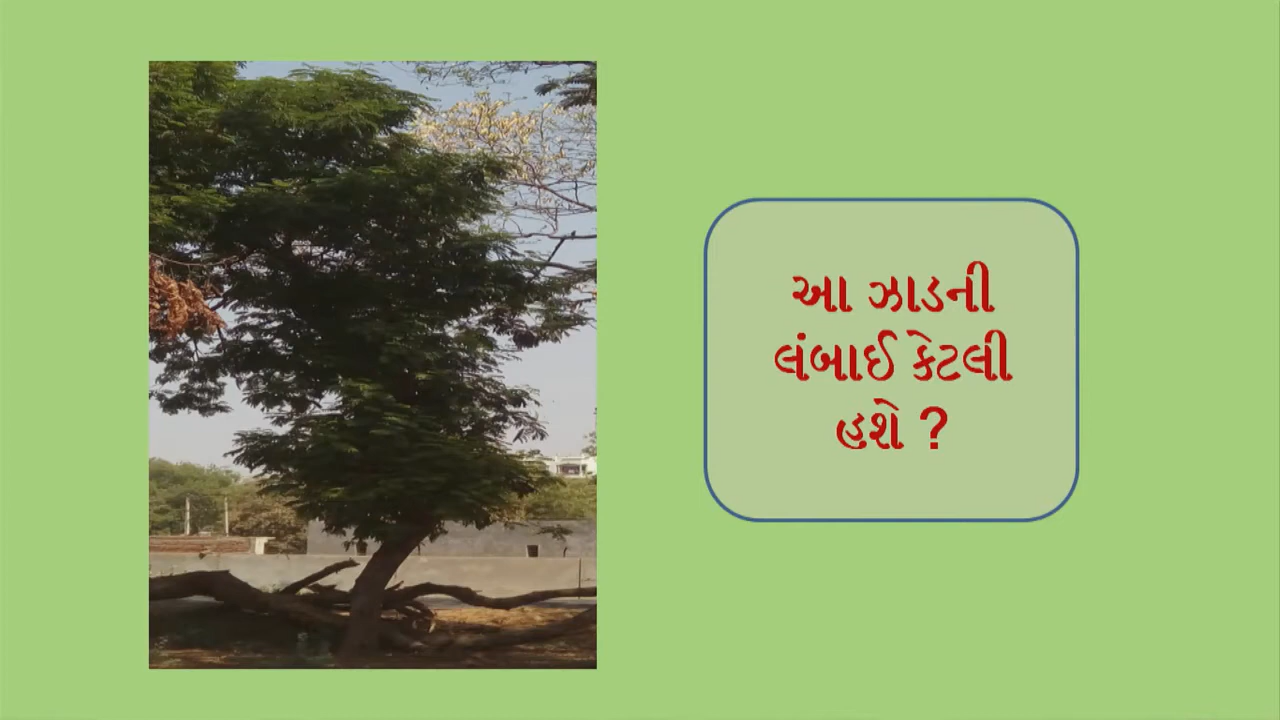 આ ઝાડની
લંબાઈ કેટલી
હશે ?